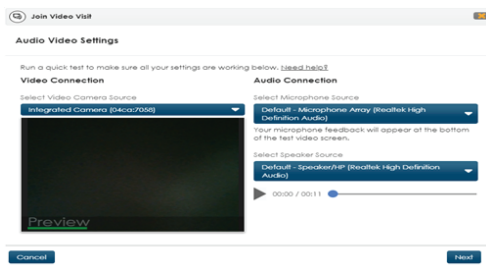 Join Video Visit
Audio Video Settings
Run a quick test to make sure all your settings are working below. Need help?
Video Connection
Select Video Camera Source
Integrated Camera (04ca:7058)
Preview
Audio Connection
Select Microphone Source
Default - Microphone Array (Realtek High
Definition Audio)
Your microphone feedback will appear at the bottom
of the test video screen.
Select Speaker Source
Default - Speaker/HP (Realtek High Definition
Audio)
00:00 / 00:11
Cancel
Next